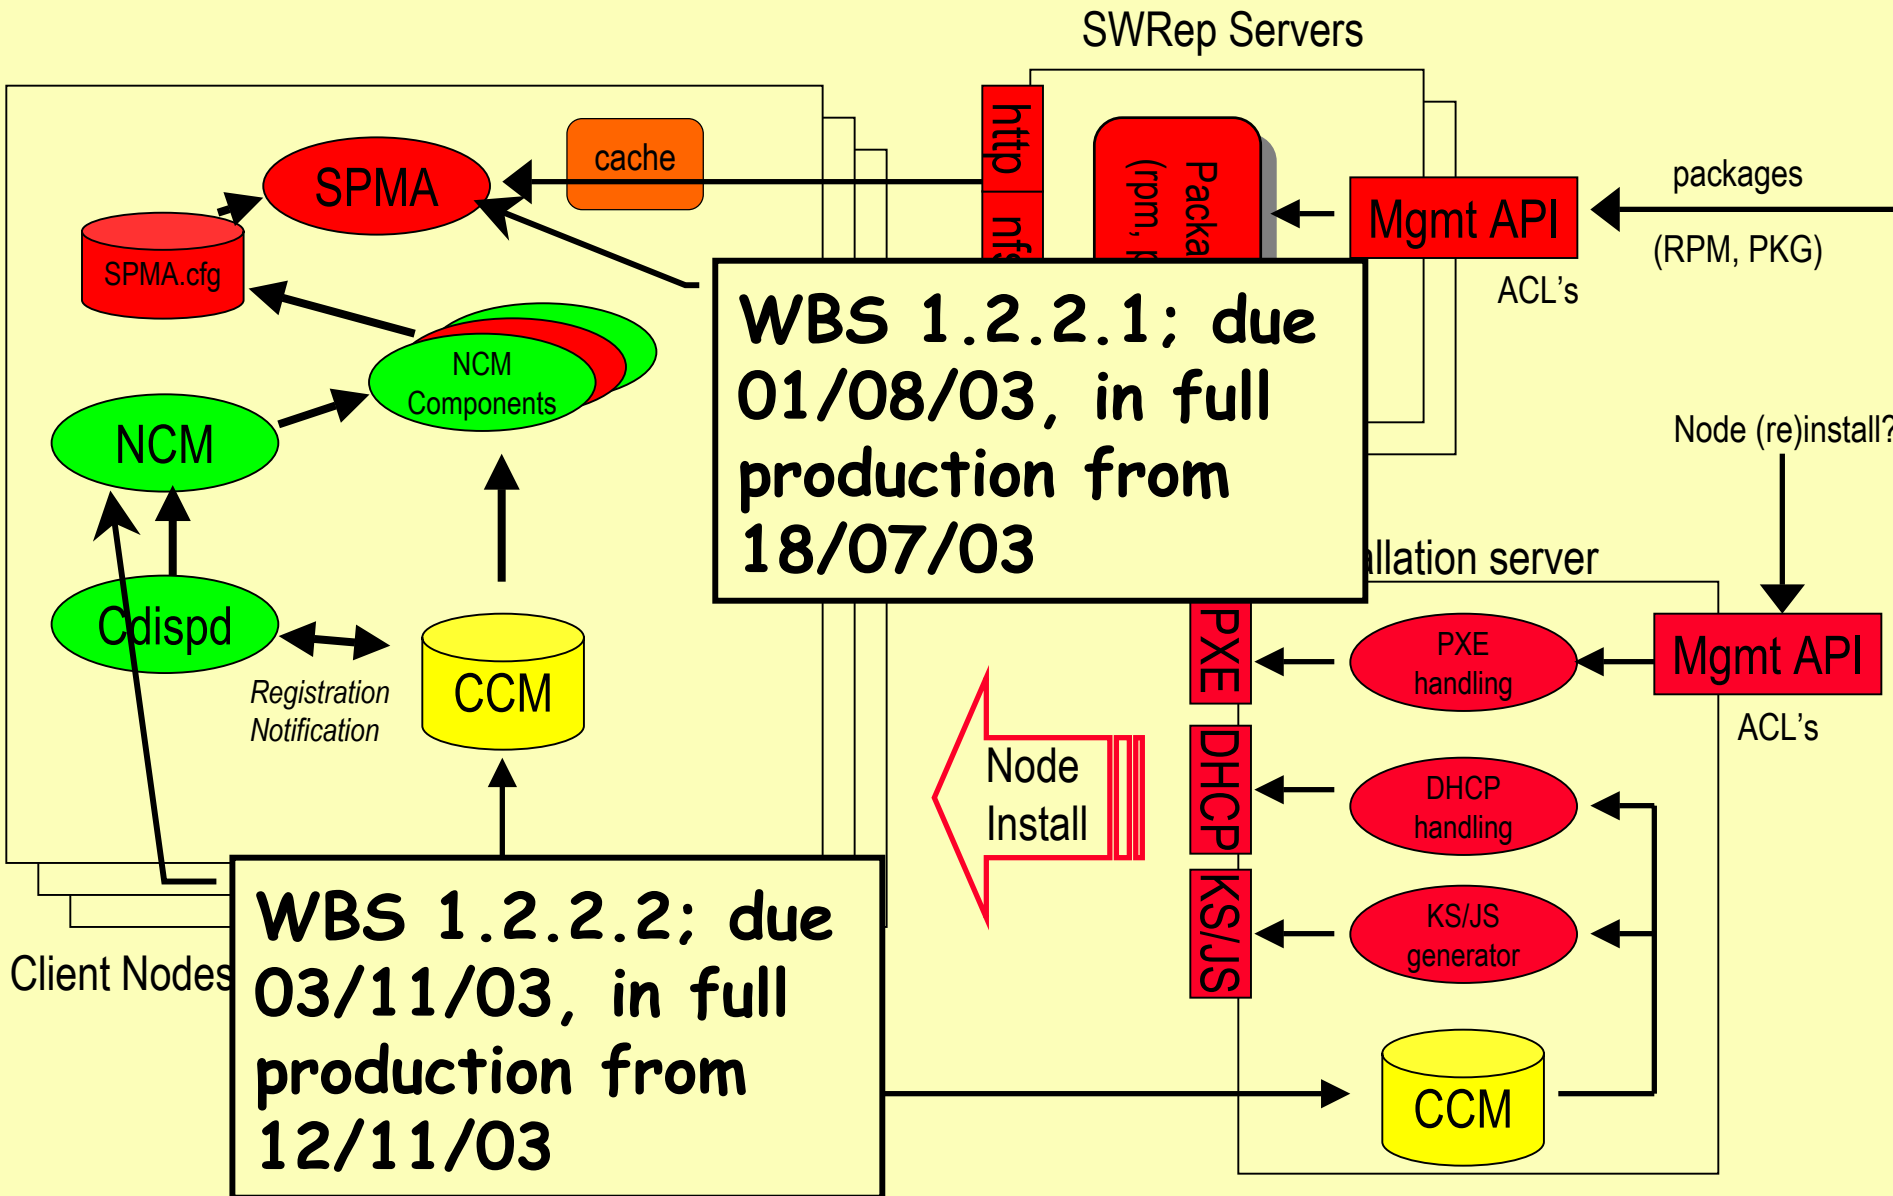 SWRep Servers
http
nfs
Packa
(rpm, p
Mgmt API
ACL's
packages
(RPM, PKG)
cache
SPMA
SPMA.cfg
NCM
Components
NCM
Cdispd
Registration
Notification
CCM
WBS 1.2.2.1; due
01/08/03, in full
production from
18/07/03
Node (re)install?
allation server
PXE
DHCP
KS/JS
PXE
handling
DHCP
handling
KS/JS
generator
CCM
Mgmt API
ACL's
Node
Install
Client Nodes
WBS 1.2.2.2; due
03/11/03, in full
production from
12/11/03